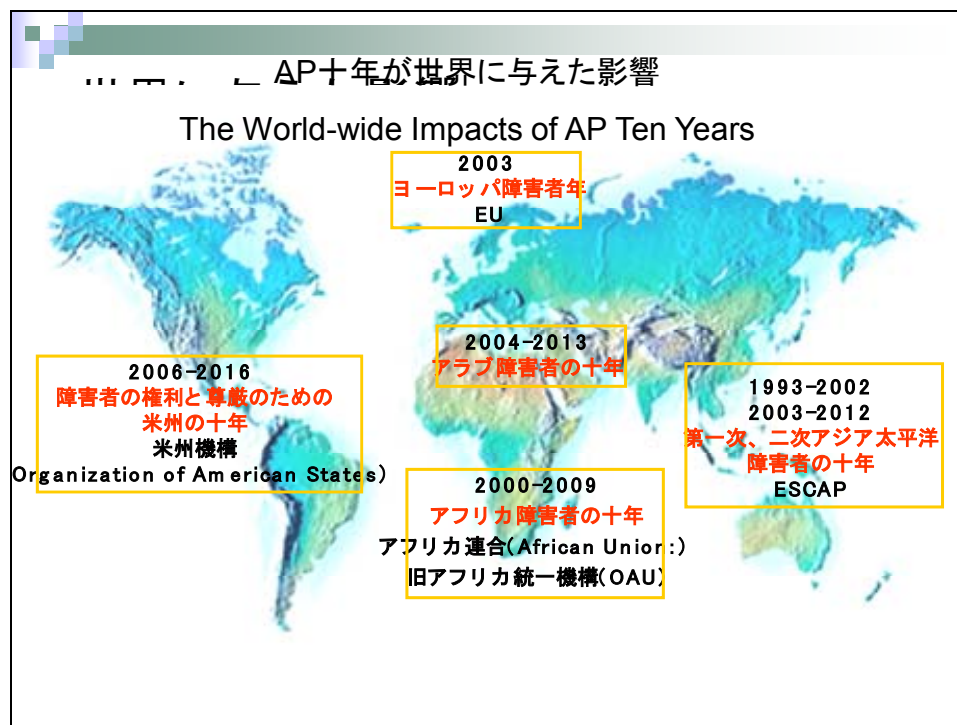 AP十年が世界に与えた影響
The World-wide Impacts of AP Ten Years
2003
ヨーロッパ障害者年
EU
2004-2013
アラブ障害者の十年
2006-2016
障害者の権利と尊厳のための
米州の十年
米州機構
Organization of American States)
1993-2002
2003-2012
第一次、二次アジア太平洋
障害者の十年
ESCAP
2000-2009
アフリカ障害者の十年
アフリカ連合(African Union:)
旧アフリカ統一機構(OAU)